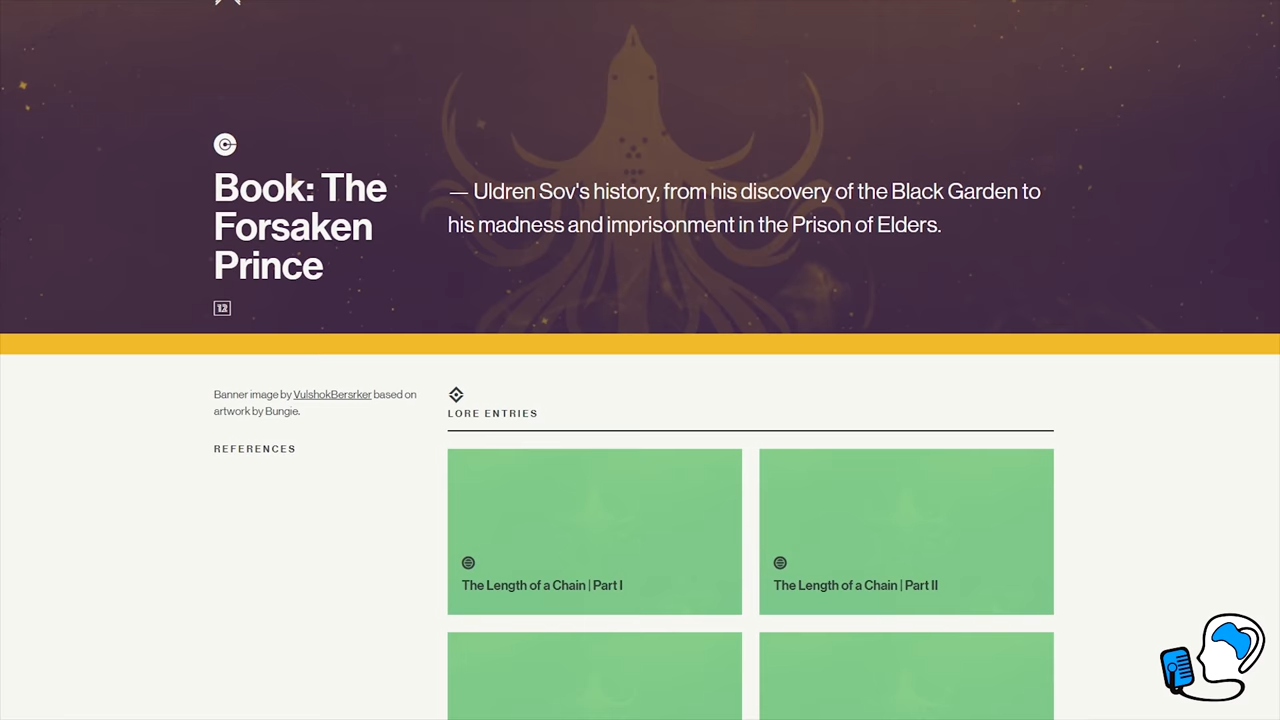 Book: The
Forsaken
Prince
12
— Uldren Sov's history, from his discovery of the Black Garden to
his madness and imprisonment in the Prison of Elders.
Banner image by VulshokBersrker based on
artwork by Bungie.
REFERENCES
LORE ENTRIES
The Length of a Chain | Part I
The Length of a Chain | Part II